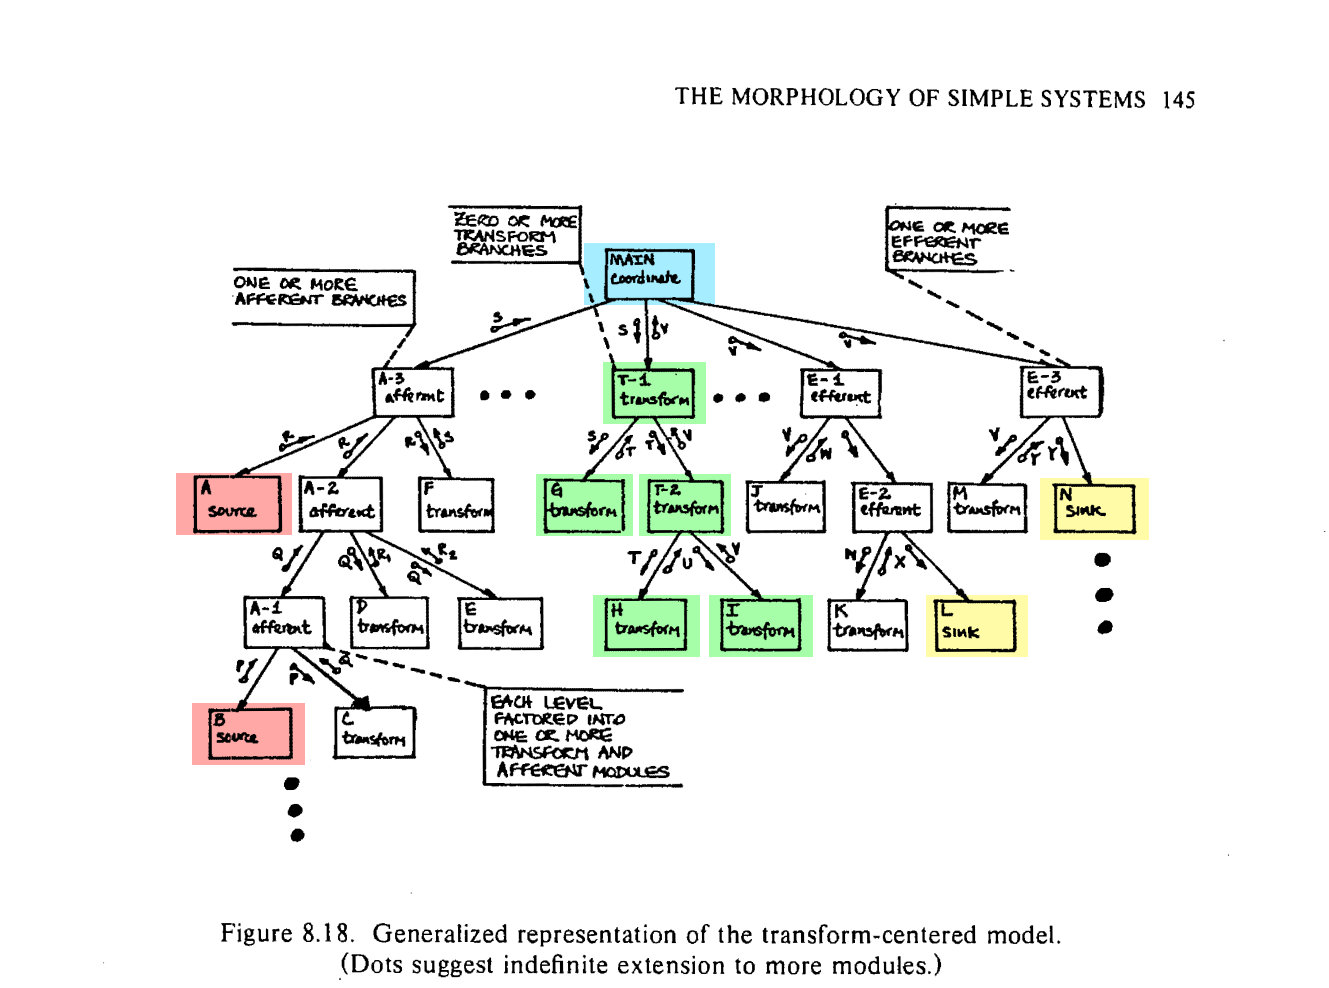 THE MORPHOLOGY OF SIMPLE SYSTEMS 145
ZERO OR MORE
TRANSFORM
BRANCHES
ONE OR MORE
EFFERENT
BRANCHES
MAIN
coordinate
ONE OR MORE
AFFERENT BRANCHES
S
S
V
V
V
A-3
afferent
T-1
transform
E-1
efferent
E-3
efferent
R
R
R
S
S
T
T
V
V
W
V
Y
Y
A
source
A-2
afferent
F
transform
G
transform
T-2
transform
J
transform
E-2
efferent
M
transform
N
sink
Q
Q
R1
Q
R2
T
U
V
X
A-1
afferent
D
transform
E
transform
H
transform
I
transform
K
transform
L
sink
P
P
Q
B
source
C
transform
EACH LEVEL
FACTORED INTO
ONE OR MORE
TRANSFORM AND
AFFERENT MODULES
Figure 8.18. Generalized representation of the transform-centered model.
(Dots suggest indefinite extension to more modules.)